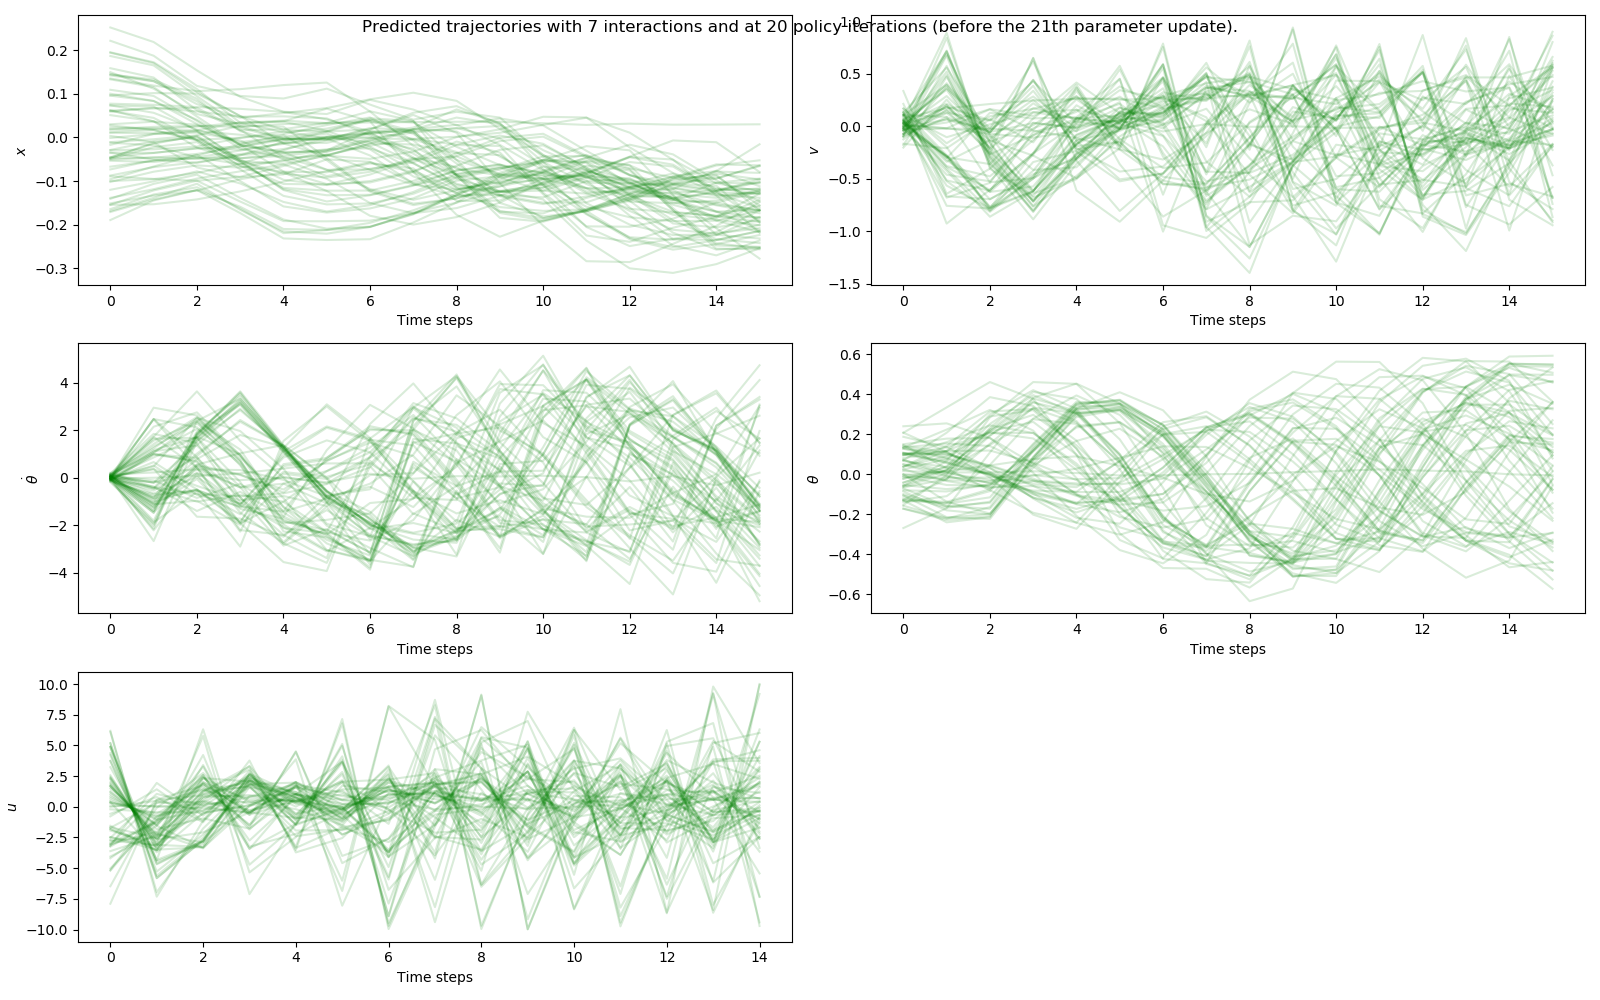 Predicted trajectories with 7 interactions and at 20 policy iterations (before the 21th parameter update).
0.2
0.1
0.0
−0.1
−0.2
−0.3
x
0 2 4 6 8 10 12 14
Time steps
1.0
0.5
0.0
−0.5
−1.0
−1.5
v
0 2 4 6 8 10 12 14
Time steps
4
2
0
−2
−4
θ̇
0 2 4 6 8 10 12 14
Time steps
0.6
0.4
0.2
0.0
−0.2
−0.4
−0.6
θ
0 2 4 6 8 10 12 14
Time steps
10.0
7.5
5.0
2.5
0.0
−2.5
−5.0
−7.5
−10.0
u
0 2 4 6 8 10 12 14
Time steps